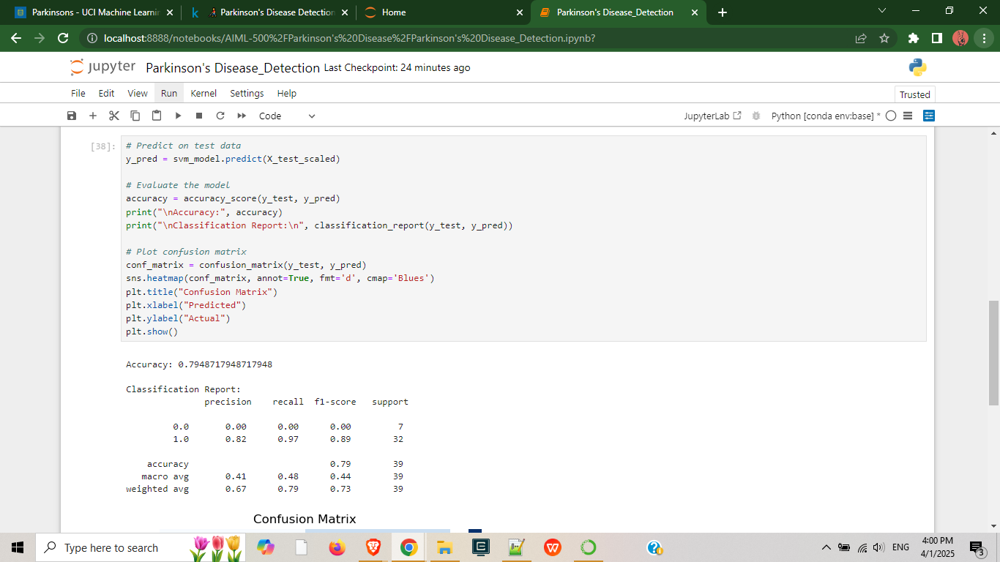 Parkinsons - UCI Machine Learnin
Parkinson's Disease Detection
Home
Parkinson's Disease_Detection
localhost:8888/notebooks/AIML-500%2FParkinson's%20Disease%2FParkinson's%20Disease_Detection.ipynb?
jupyter Parkinson's Disease_Detection Last Checkpoint: 24 minutes ago
File Edit View Run Kernel Settings Help
Trusted
Code
JupyterLab
Python [conda env:base] *
[38]:
# Predict on test data
y_pred = svm_model.predict(X_test_scaled)
# Evaluate the model
accuracy = accuracy_score(y_test, y_pred)
print("\nAccuracy:", accuracy)
print("\nClassification Report:\n", classification_report(y_test, y_pred))
# Plot confusion matrix
conf_matrix = confusion_matrix(y_test, y_pred)
sns.heatmap(conf_matrix, annot=True, fmt='d', cmap='Blues')
plt.title("Confusion Matrix")
plt.xlabel("Predicted")
plt.ylabel("Actual")
plt.show()
Accuracy: 0.7948717948717948
Classification Report:
precision recall f1-score support
0.0 0.00 0.00 0.00 7
1.0 0.82 0.97 0.89 32
accuracy 0.79 39
macro avg 0.41 0.48 0.44 39
weighted avg 0.67 0.79 0.73 39
Confusion Matrix
Type here to search
ENG
4:00 PM
4/1/2025
3